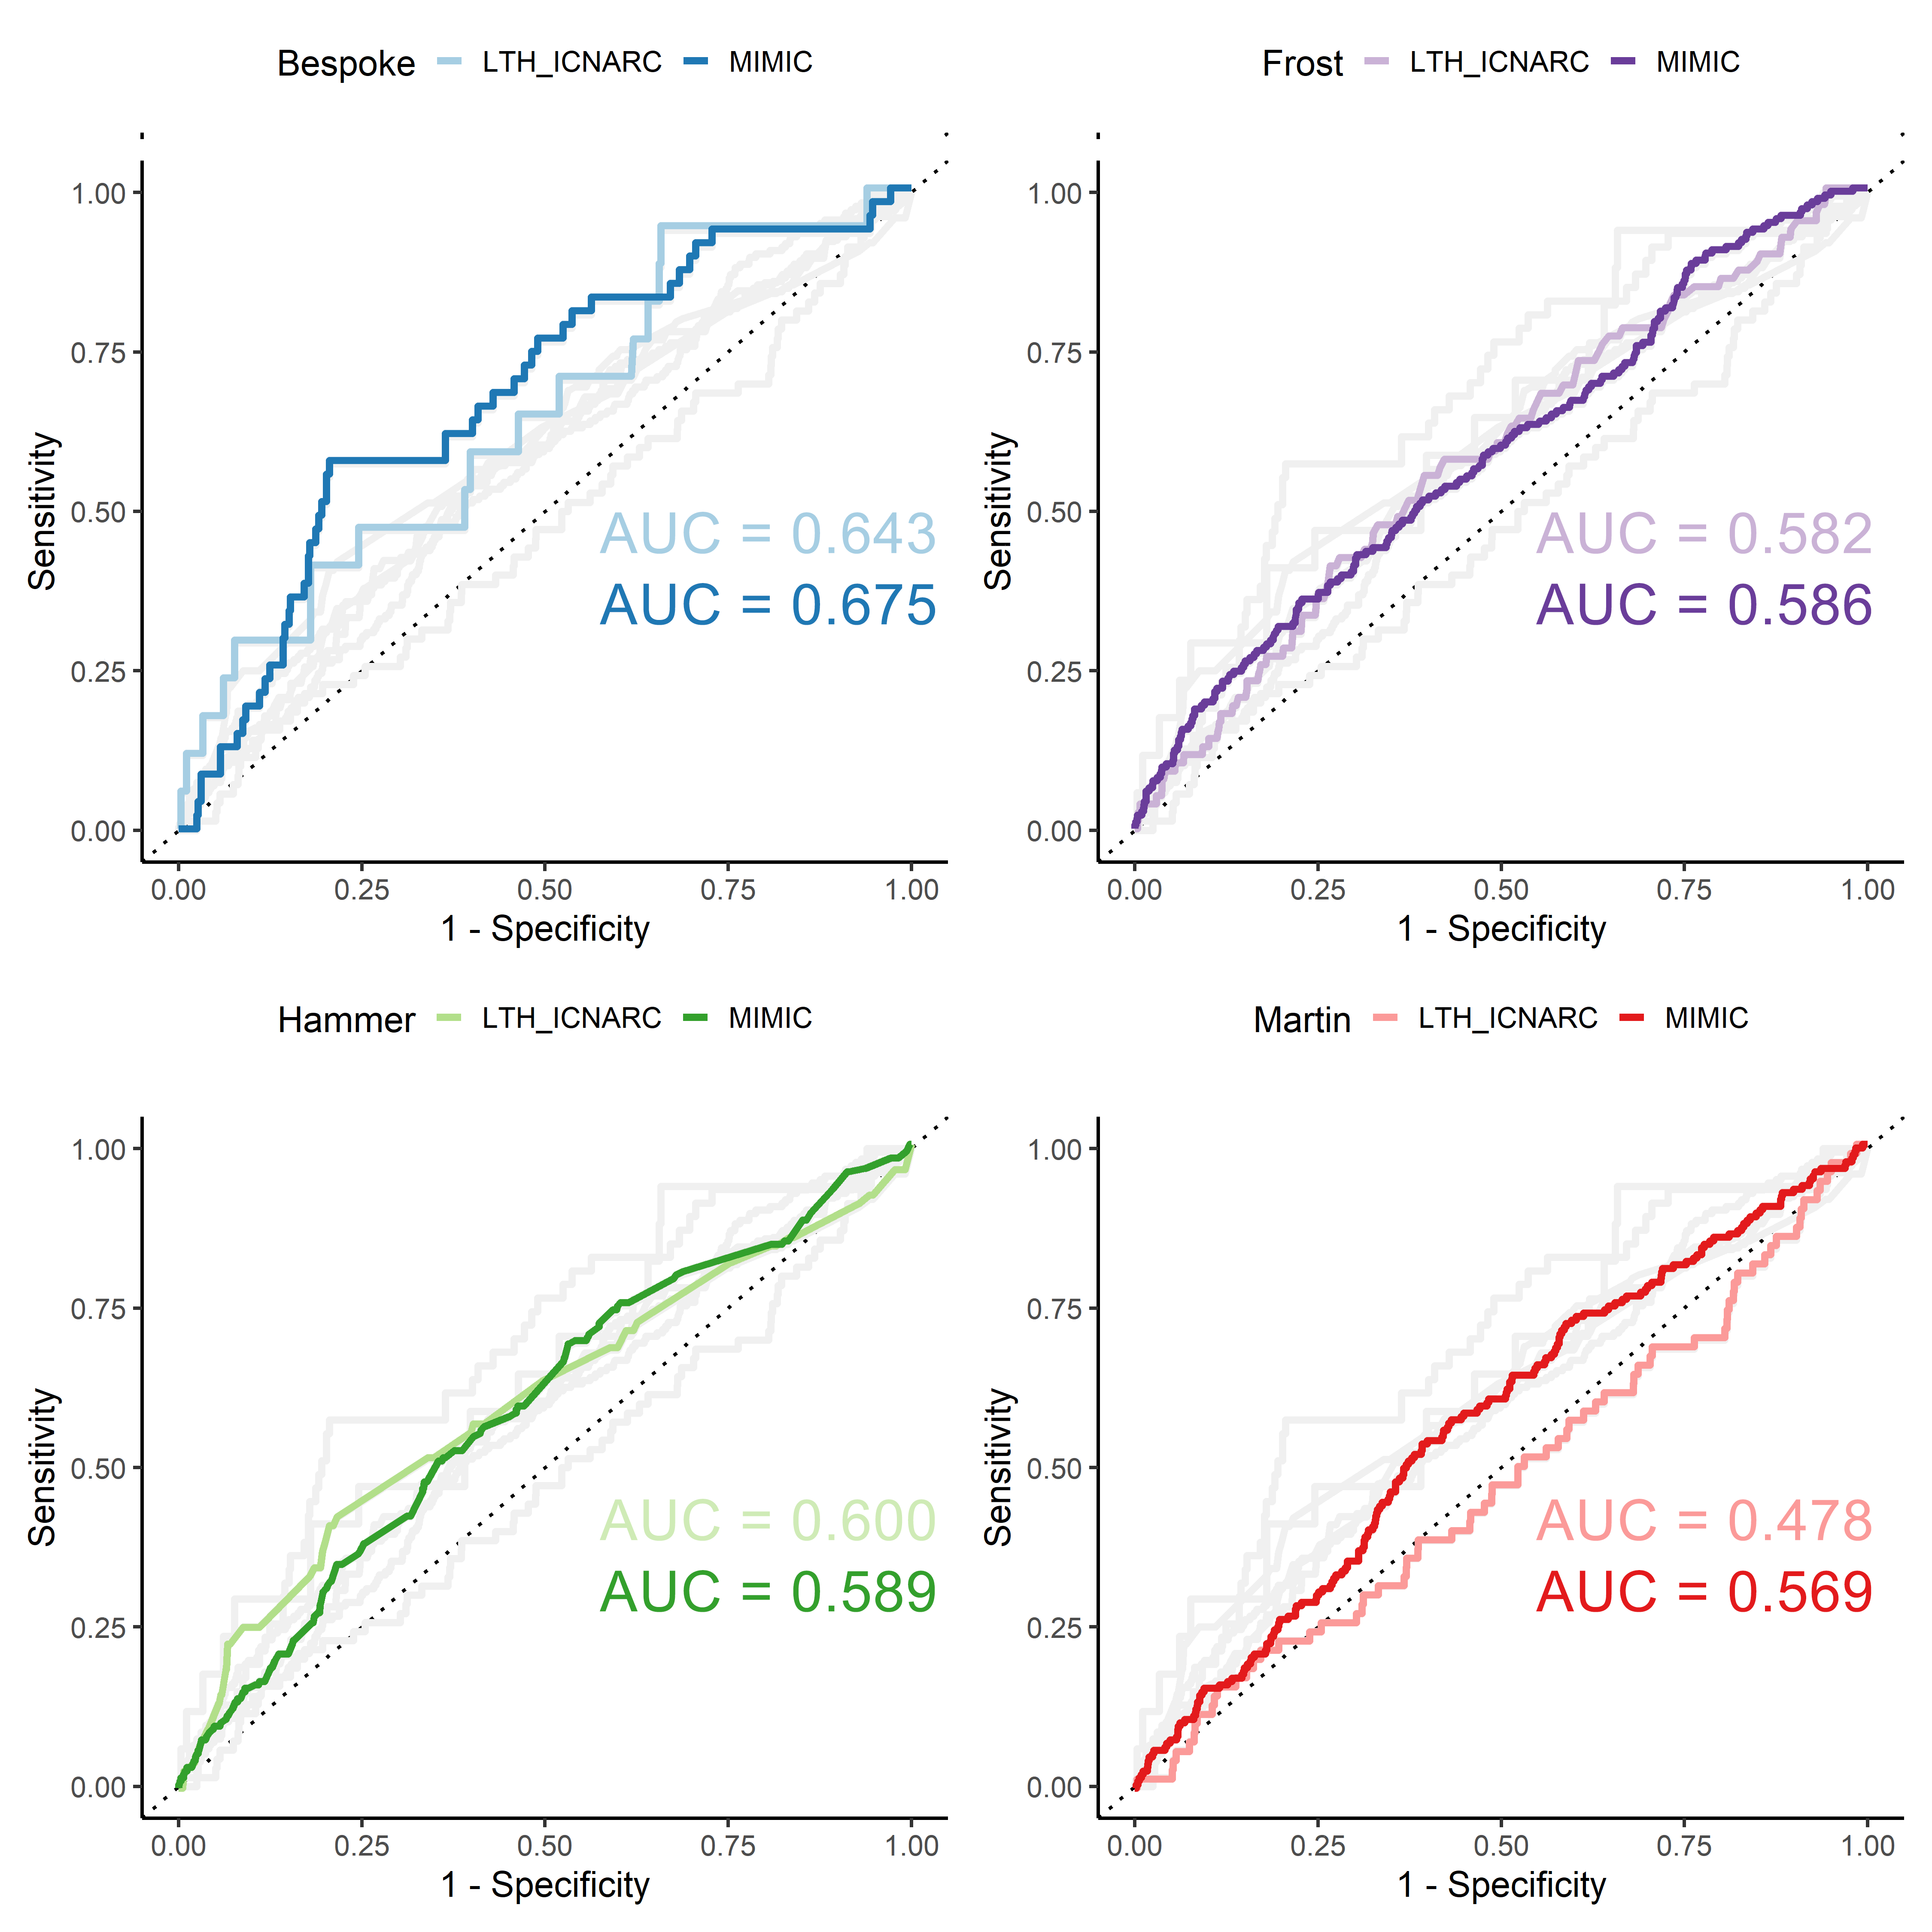 Bespoke LTH_ICNARC MIMIC
1.00
0.75
0.50
0.25
0.00
Sensitivity
AUC = 0.643
AUC = 0.675
0.00 0.25 0.50 0.75 1.00
1 - Specificity
Frost LTH_ICNARC MIMIC
1.00
0.75
0.50
0.25
0.00
Sensitivity
AUC = 0.582
AUC = 0.586
0.00 0.25 0.50 0.75 1.00
1 - Specificity
Hammer LTH_ICNARC MIMIC
1.00
0.75
0.50
0.25
0.00
Sensitivity
AUC = 0.600
AUC = 0.589
0.00 0.25 0.50 0.75 1.00
1 - Specificity
Martin LTH_ICNARC MIMIC
1.00
0.75
0.50
0.25
0.00
Sensitivity
AUC = 0.478
AUC = 0.569
0.00 0.25 0.50 0.75 1.00
1 - Specificity